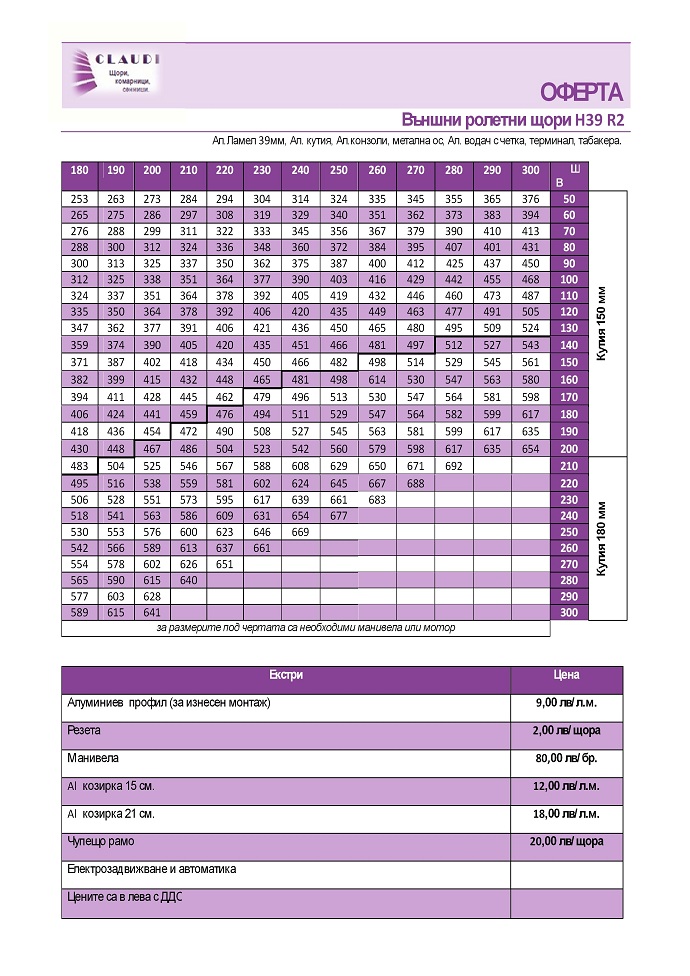 CLAUDI
Щори,
комарници,
сенници.
ОФЕРТА
Външни ролетни щори H39 R2
Ал.Ламел 39мм, Ал. кутия, Ал.конзоли, метална ос, Ал. водач с четка, терминал, табакера.
180 190 200 210 220 230 240 250 260 270 280 290 300 Ш
В
253 263 273 284 294 304 314 324 335 345 355 365 376 50
265 275 286 297 308 319 329 340 351 362 373 383 394 60
276 288 299 311 322 333 345 356 367 379 390 410 413 70
288 300 312 324 336 348 360 372 384 395 407 401 431 80
300 313 325 337 350 362 375 387 400 412 425 437 450 90
312 325 338 351 364 377 390 403 416 429 442 455 468 100
324 337 351 364 378 392 405 419 432 446 460 473 487 110
335 350 364 378 392 406 420 435 449 463 477 491 505 120
347 362 377 391 406 421 436 450 465 480 495 509 524 130
359 374 390 405 420 435 451 466 481 497 512 527 543 140
371 387 402 418 434 450 466 482 498 514 529 545 561 150
382 399 415 432 448 465 481 498 614 530 547 563 580 160
394 411 428 445 462 479 496 513 530 547 564 581 598 170
406 424 441 459 476 494 511 529 547 564 582 599 617 180
418 436 454 472 490 508 527 545 563 581 599 617 635 190
430 448 467 486 504 523 542 560 579 598 617 635 654 200
Кутия 150 мм
483 504 525 546 567 588 608 629 650 671 692 210
495 516 538 559 581 602 624 645 667 688 220
506 528 551 573 595 617 639 661 683 230
518 541 563 586 609 631 654 677 240
530 553 576 600 623 646 669 250
542 566 589 613 637 661 260
554 578 602 626 651 270
565 590 615 640 280
577 603 628 290
589 615 641 300
Кутия 180 мм
за размерите под чертата са необходими манивела или мотор
Екстри Цена
Алуминиев профил (за изнесен монтаж) 9,00 лв/ л.м.
Резета 2,00 лв/ щора
Манивела 80,00 лв/ бр.
Al козирка 15 см. 12,00 лв/ л.м.
Al козирка 21 см. 18,00 лв/ л.м.
Чупещо рамо 20,00 лв/ щора
Електрозадвижване и автоматика
Цените са в лева с ДДС